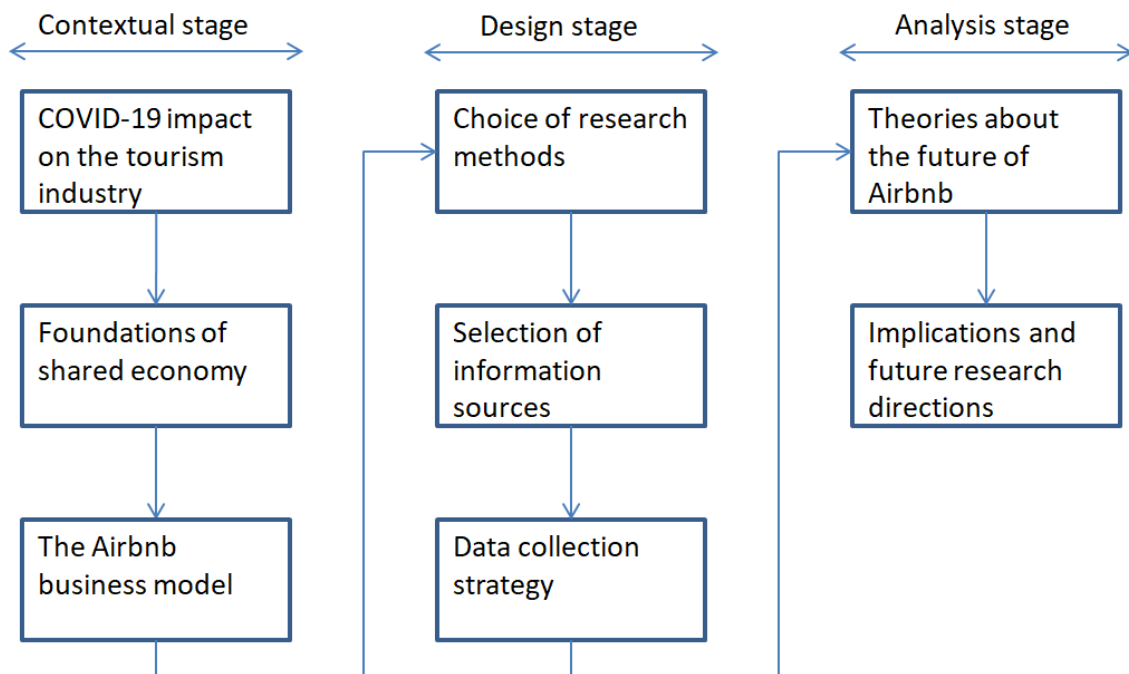 Contextual stage
Design stage
Analysis stage
COVID-19 impact
on the tourism
industry
Foundations of
shared economy
The Airbnb
business model
Choice of research
methods
Selection of
information
sources
Data collection
strategy
Theories about
the future of
Airbnb
Implications and
future research
directions